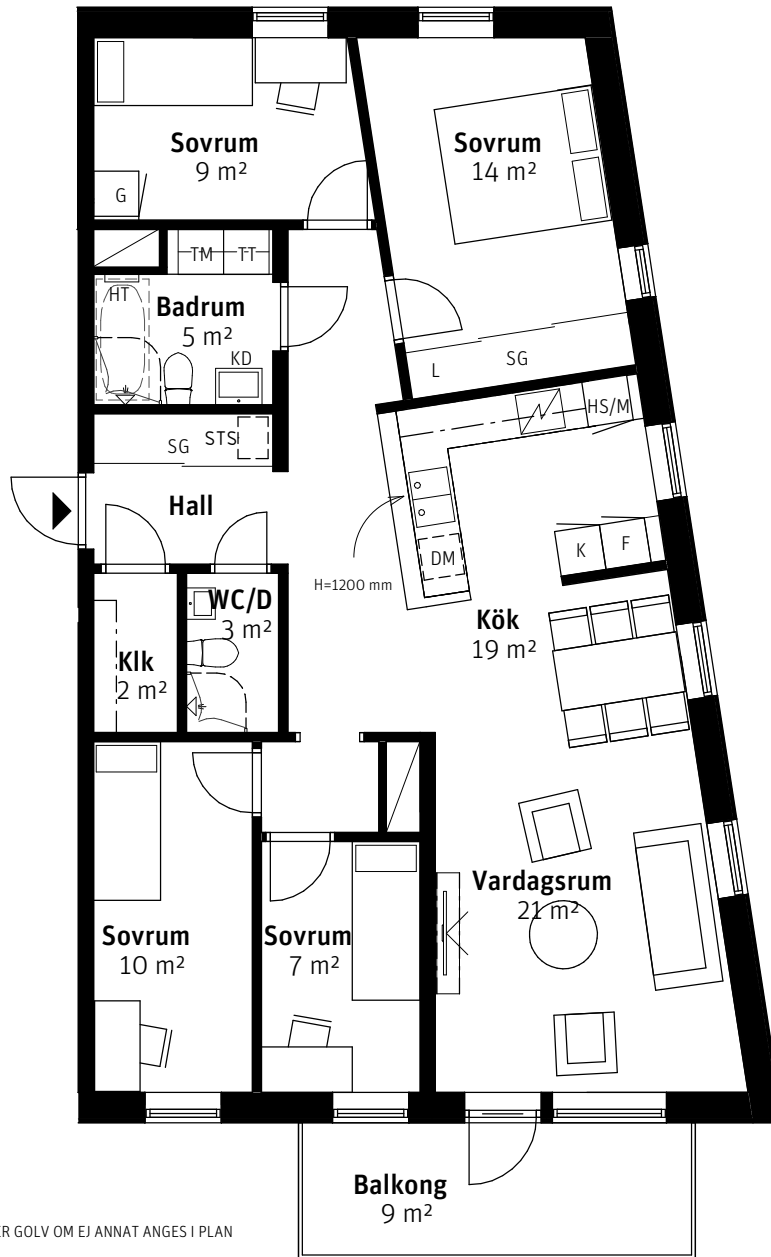 Sovrum
9 m²
Sovrum
14 m²
G
TM
TT
HT
Badrum
5 m²
KD
L
SG
HS/M
SG
STS
Hall
DM
K
F
H=1200 mm
WC/D
3 m²
Kök
19 m²
Klk
2 m²
Vardagsrum
21 m²
Sovrum
10 m²
Sovrum
7 m²
Balkong
9 m²
ER GOLV OM EJ ANNAT ANGES I PLAN